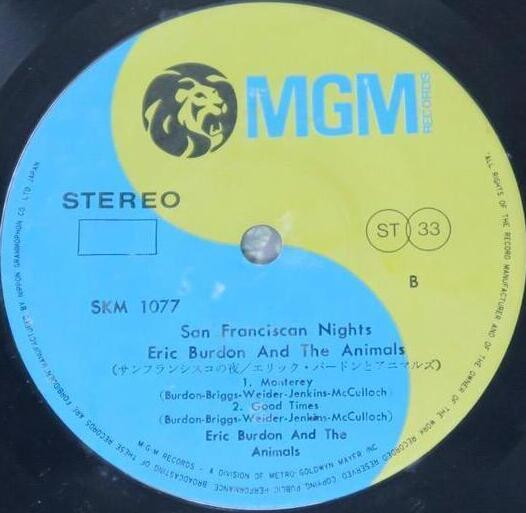 MGM
RECORDS
STEREO
ST 33
B
SKM 1077
San Franciscan Nights
Eric Burdon And The Animals
(サンフランシスコの夜/エリック・バードンとアニマルズ)
1. Monterey
(Burdon-Briggs-Weider-Jenkins-McCulloch)
2. Good Times
(Burdon-Briggs-Weider-Jenkins-McCulloch)
Eric Burdon And The
Animals
M-G-M RECORDS - A DIVISION OF METRO-GOLDWYN-MAYER INC.
MANUFACTURED BY NIPPON GRAMMOPHON CO. LTD. JAPAN
ALL RIGHTS OF THE RECORD MANUFACTURER AND OF THE OWNER OF THE WORK RECORDED RESERVED COPYING PUBLIC PERFORMANCE BROADCASTING OF THESE RECORDS ARE FORBIDDEN